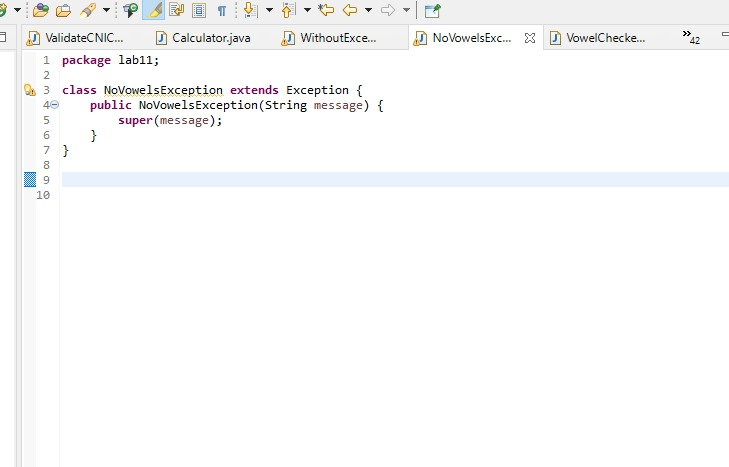 ValidateCNIC... Calculator.java WithoutExce... NoVowelsExc... VowelChecke... »42
1 package lab11;
2
3 class NoVowelsException extends Exception {
4 public NoVowelsException(String message) {
5 super(message);
6 }
7 }
8
9
10